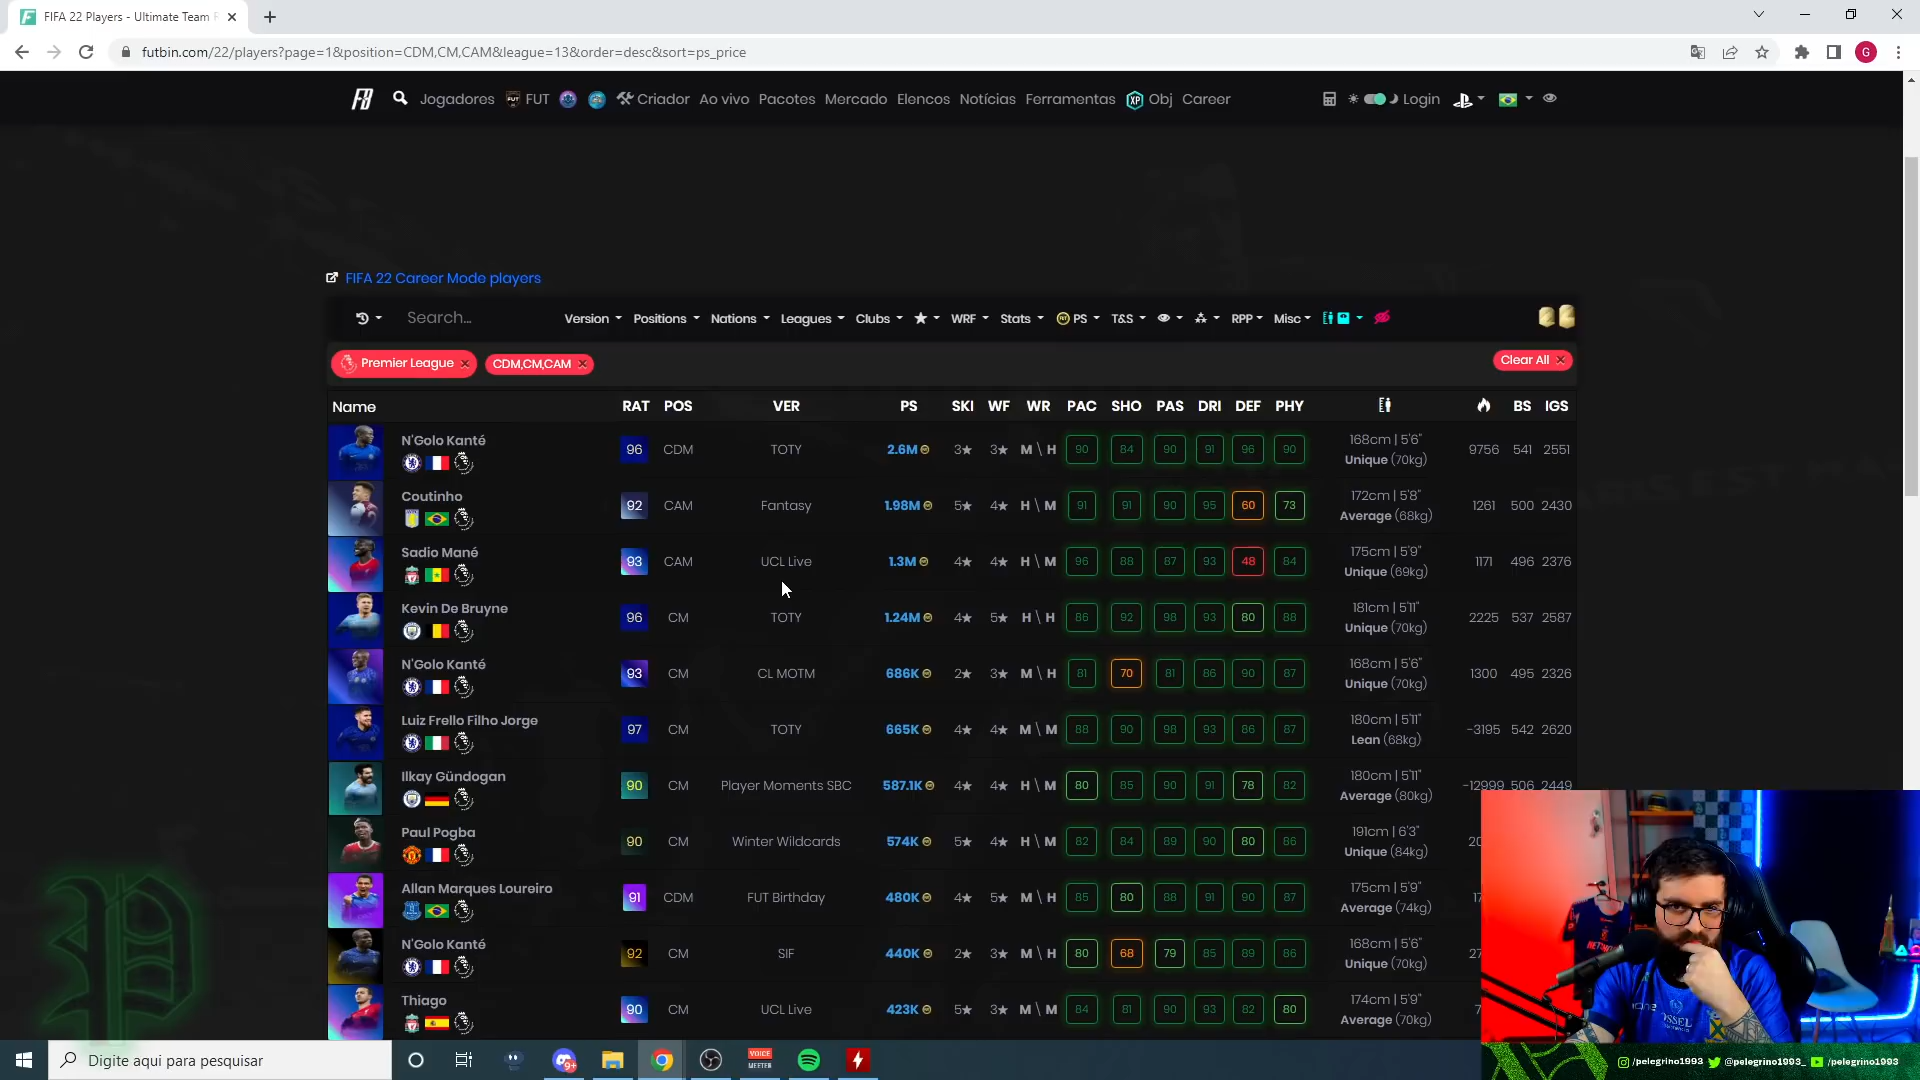 FIFA 22 Players - Ultimate Team
futbin.com/22/players?page=1&position=CDM,CM,CAM&league=13&order=desc&sort=ps_price
G
FB Jogadores FUT Criador Ao vivo Pacotes Mercado Elencos Notícias Ferramentas XP Obj Career Login
FIFA 22 Career Mode players
Search... Version Positions Nations Leagues Clubs WRF Stats PS T&S RPP Misc
Premier League × CDM,CM,CAM × Clear All ×
Name RAT POS VER PS SKI WF WR PAC SHO PAS DRI DEF PHY BS IGS
N'Golo Kanté 96 CDM TOTY 2.6M 3★ 3★ M \ H 90 84 90 91 96 90 168cm | 5'6" 9756 541 2551
Unique (70kg)
Coutinho 92 CAM Fantasy 1.98M 5★ 4★ H \ M 91 91 90 95 60 73 172cm | 5'8" 1261 500 2430
Average (68kg)
Sadio Mané 93 CAM UCL Live 1.3M 4★ 4★ H \ M 96 88 87 93 48 84 175cm | 5'9" 1171 496 2376
Unique (69kg)
Kevin De Bruyne 96 CM TOTY 1.24M 4★ 5★ H \ H 86 92 98 93 80 88 181cm | 5'11" 2225 537 2587
Unique (70kg)
N'Golo Kanté 93 CM CL MOTM 686K 2★ 3★ M \ H 81 70 81 86 90 87 168cm | 5'6" 1300 495 2326
Unique (70kg)
Luiz Frello Filho Jorge 97 CM TOTY 665K 4★ 4★ M \ M 88 90 98 93 86 87 180cm | 5'11" -3195 542 2620
Lean (68kg)
Ilkay Gündogan 90 CM Player Moments SBC 587.1K 4★ 4★ H \ M 80 85 90 91 78 82 180cm | 5'11" -12999 506 2449
Average (80kg)
Paul Pogba 90 CM Winter Wildcards 574K 5★ 4★ H \ M 82 84 89 90 80 86 191cm | 6'3"
Unique (84kg)
Allan Marques Loureiro 91 CDM FUT Birthday 480K 4★ 5★ M \ H 85 80 88 91 90 87 175cm | 5'9"
Average (74kg)
N'Golo Kanté 92 CM SIF 440K 2★ 3★ M \ H 80 68 79 85 89 86 168cm | 5'6"
Unique (70kg)
Thiago 90 CM UCL Live 423K 5★ 3★ M \ M 84 81 90 93 82 80 174cm | 5'9"
Average (70kg)
Digite aqui para pesquisar
VOICE
MEETER
/pelegrino1993 @pelegrino1993_ /pelegrino1993